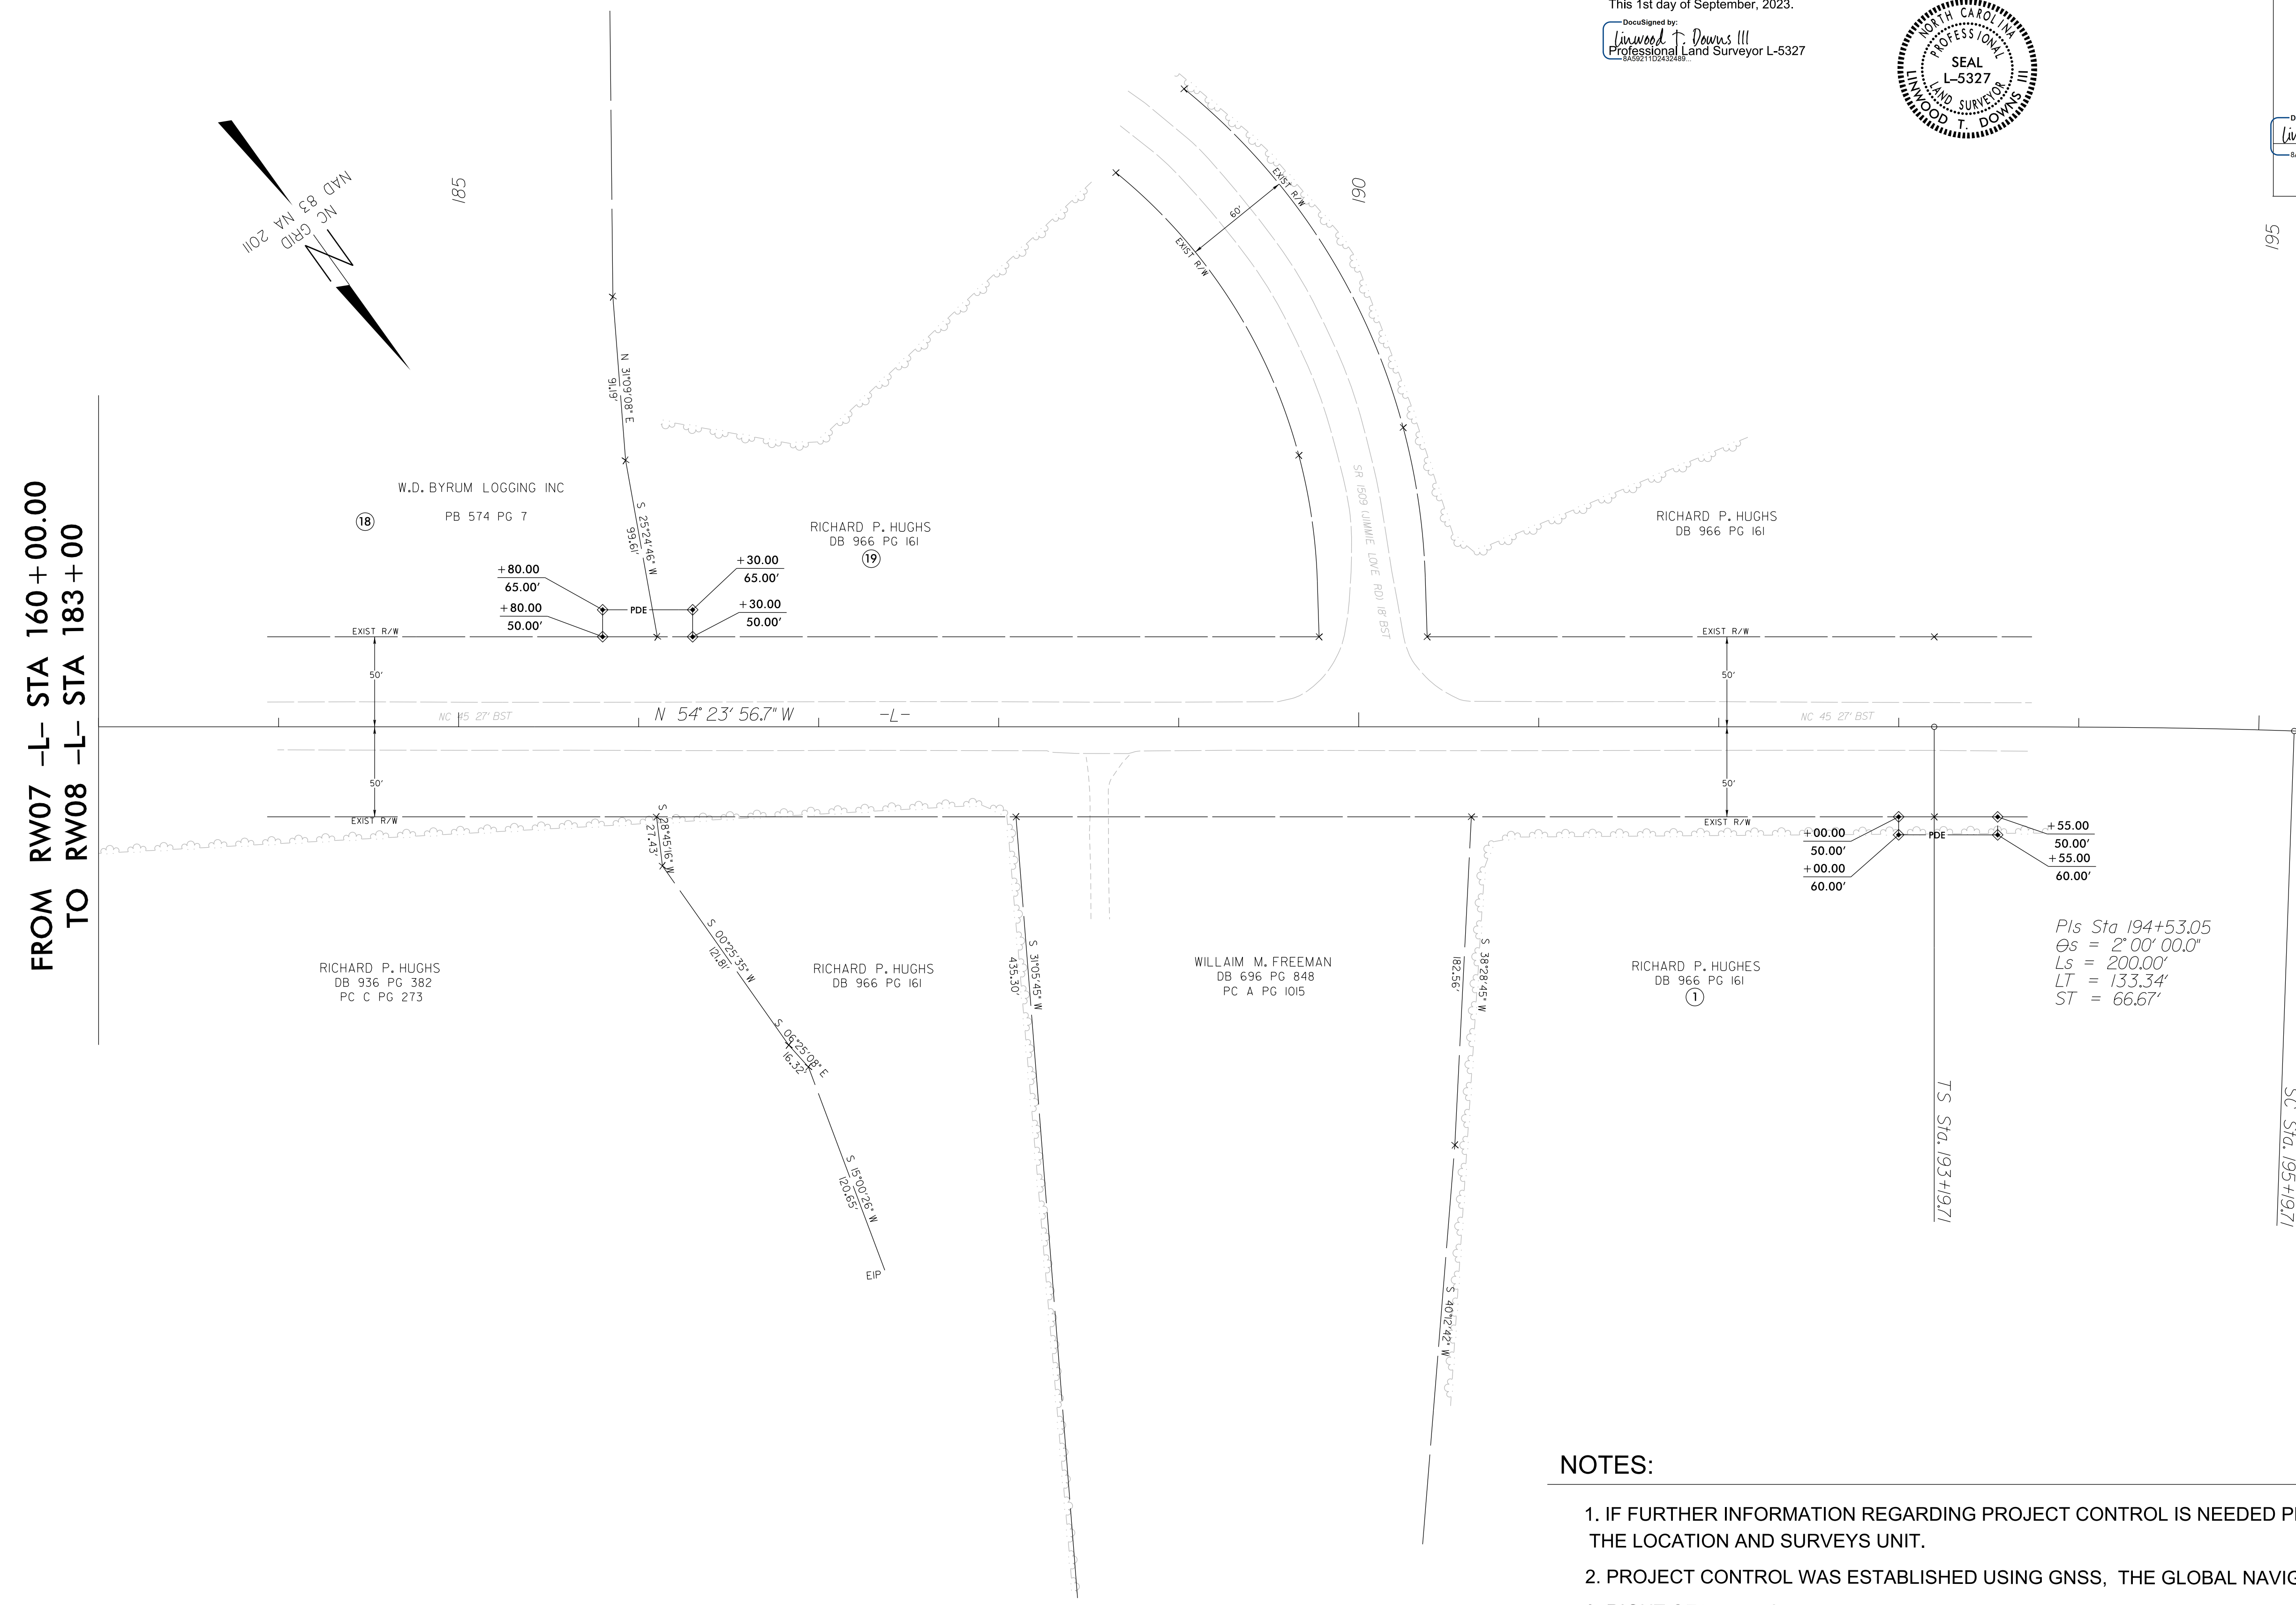 This 1st day of September, 2023.
DocuSigned by:
Linwood T. Downs III
Professional Land Surveyor L-5327
8A59211D2432489...
NORTH CAROLINA
PROFESSIONAL
SEAL
L-5327
LAND SURVEYOR
LINWOOD T. DOWNS III
NAD 83 NA 2011
NC GRID
185
190
195
EXIST R/W
60'
EXIST R/W
N 31°09'08" E
91.19'
S 25°24'46" W
99.61'
FROM RW07 -L- STA 160+00.00
TO RW08 -L- STA 183+00
W.D. BYRUM LOGGING INC
PB 574 PG 7
18
RICHARD P. HUGHS
DB 966 PG 161
19
RICHARD P. HUGHS
DB 966 PG 161
SR 1509 (JIMMIE LOVE RD) 18' BST
+80.00
65.00'
+80.00
50.00'
PDE
+30.00
65.00'
+30.00
50.00'
EXIST R/W
EXIST R/W
50'
50'
NC 45 27' BST
N 54° 23' 56.7" W
-L-
NC 45 27' BST
50'
50'
EXIST R/W
EXIST R/W
S 28°45'16" W
27.43'
+00.00
50.00'
+00.00
60.00'
PDE
+55.00
50.00'
+55.00
60.00'
S 00°25'35" W
121.81'
S 06°25'08" E
16.32'
S 15°00'26" W
120.65'
EIP
S 31°05'45" W
435.30'
S 38°28'45" W
182.56'
S 40°12'42" W
RICHARD P. HUGHS
DB 936 PG 382
PC C PG 273
RICHARD P. HUGHS
DB 966 PG 161
WILLAIM M. FREEMAN
DB 696 PG 848
PC A PG 1015
RICHARD P. HUGHES
DB 966 PG 161
1
PIs Sta 194+53.05
Θs = 2° 00' 00.0"
Ls = 200.00'
LT = 133.34'
ST = 66.67'
TS Sta. 193+19.71
SC Sta. 195+19.71
NOTES:
1. IF FURTHER INFORMATION REGARDING PROJECT CONTROL IS NEEDED
THE LOCATION AND SURVEYS UNIT.
2. PROJECT CONTROL WAS ESTABLISHED USING GNSS, THE GLOBAL